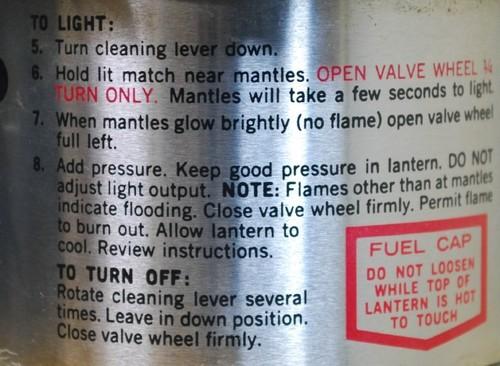 TO LIGHT:
5. Turn cleaning lever down.
6. Hold lit match near mantles. OPEN VALVE WHEEL ¼
TURN ONLY. Mantles will take a few seconds to light.
7. When mantles glow brightly (no flame) open valve wheel
full left.
8. Add pressure. Keep good pressure in lantern. DO NOT
adjust light output. NOTE: Flames other than at mantles
indicate flooding. Close valve wheel firmly. Permit flame
to burn out. Allow lantern to
cool. Review instructions.
TO TURN OFF:
Rotate cleaning lever several
times. Leave in down position.
Close valve wheel firmly.
FUEL CAP
DO NOT LOOSEN
WHILE TOP OF
LANTERN IS HOT
TO TOUCH